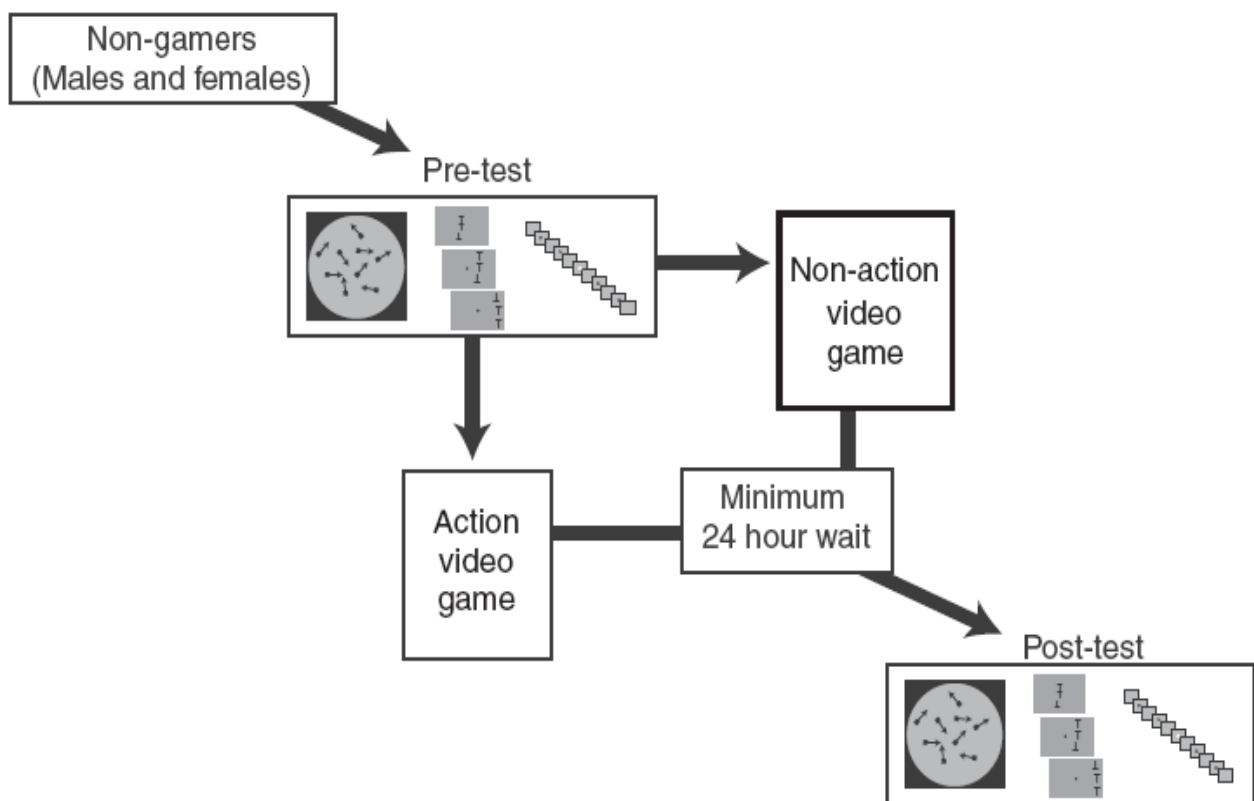 Non-gamers
(Males and females)
Pre-test
Non-action
video
game
Action
video
game
Minimum
24 hour wait
Post-test